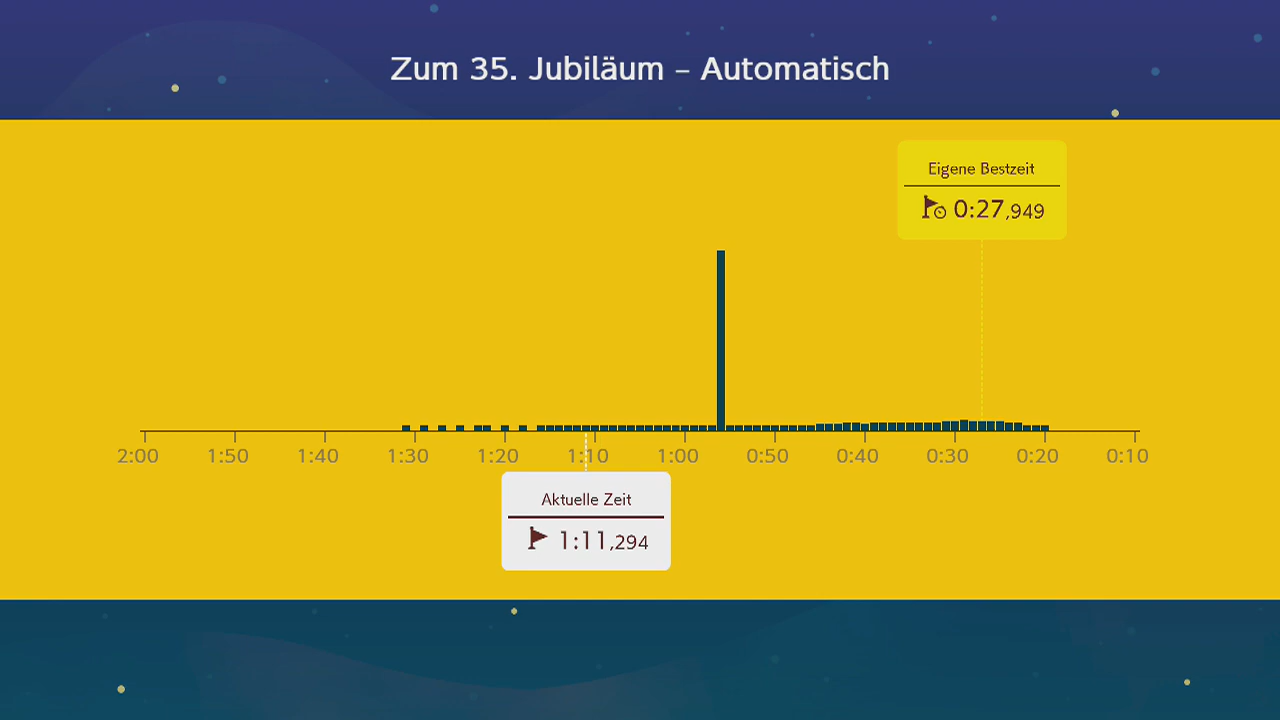 Zum 35. Jubiläum – Automatisch
Eigene Bestzeit
0:27,949
2:00 1:50 1:40 1:30 1:20 1:10 1:00 0:50 0:40 0:30 0:20 0:10
Aktuelle Zeit
1:11,294